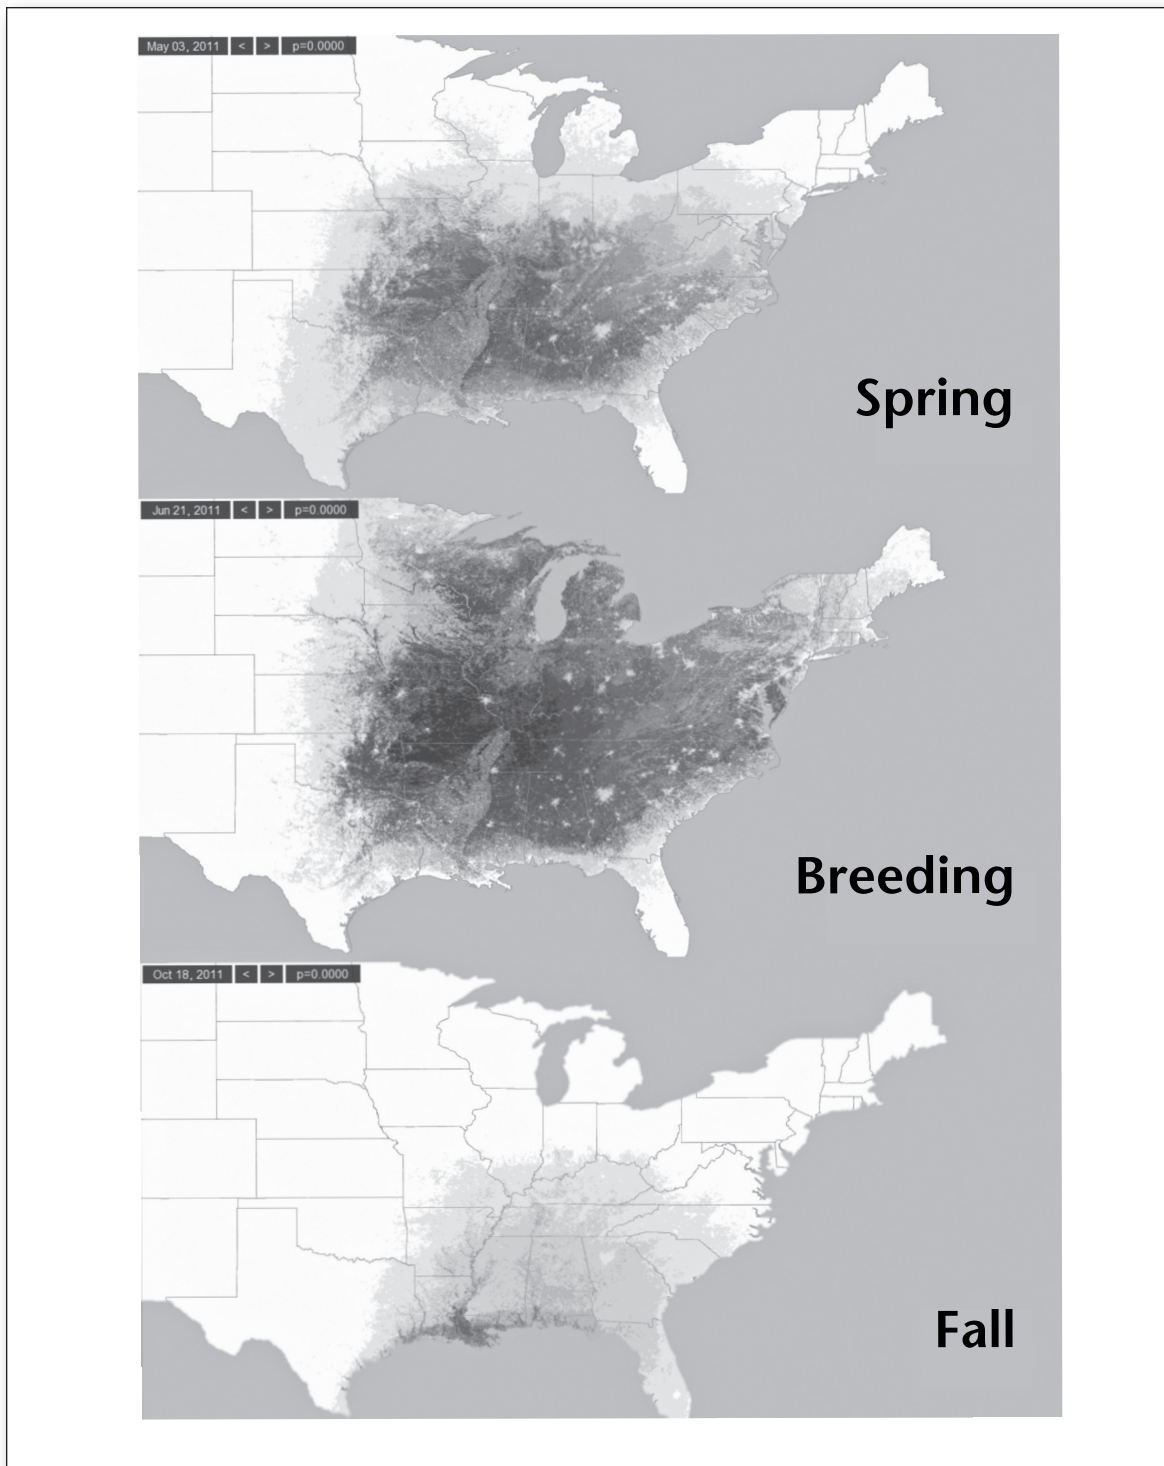 May 03, 2011 < > p=0.0000
Spring
Jun 21, 2011 < > p=0.0000
Breeding
Oct 18, 2011 < > p=0.0000
Fall